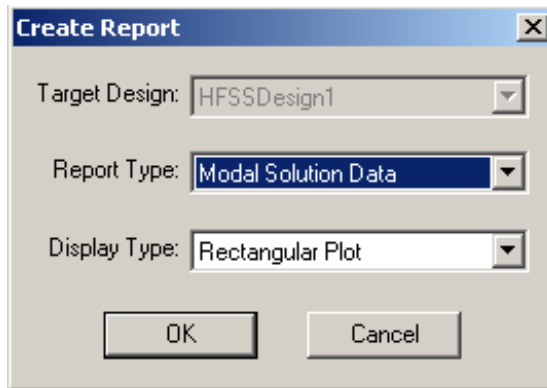 Create Report
Target Design: HFSSDesign1
Report Type: Modal Solution Data
Display Type: Rectangular Plot
OK Cancel